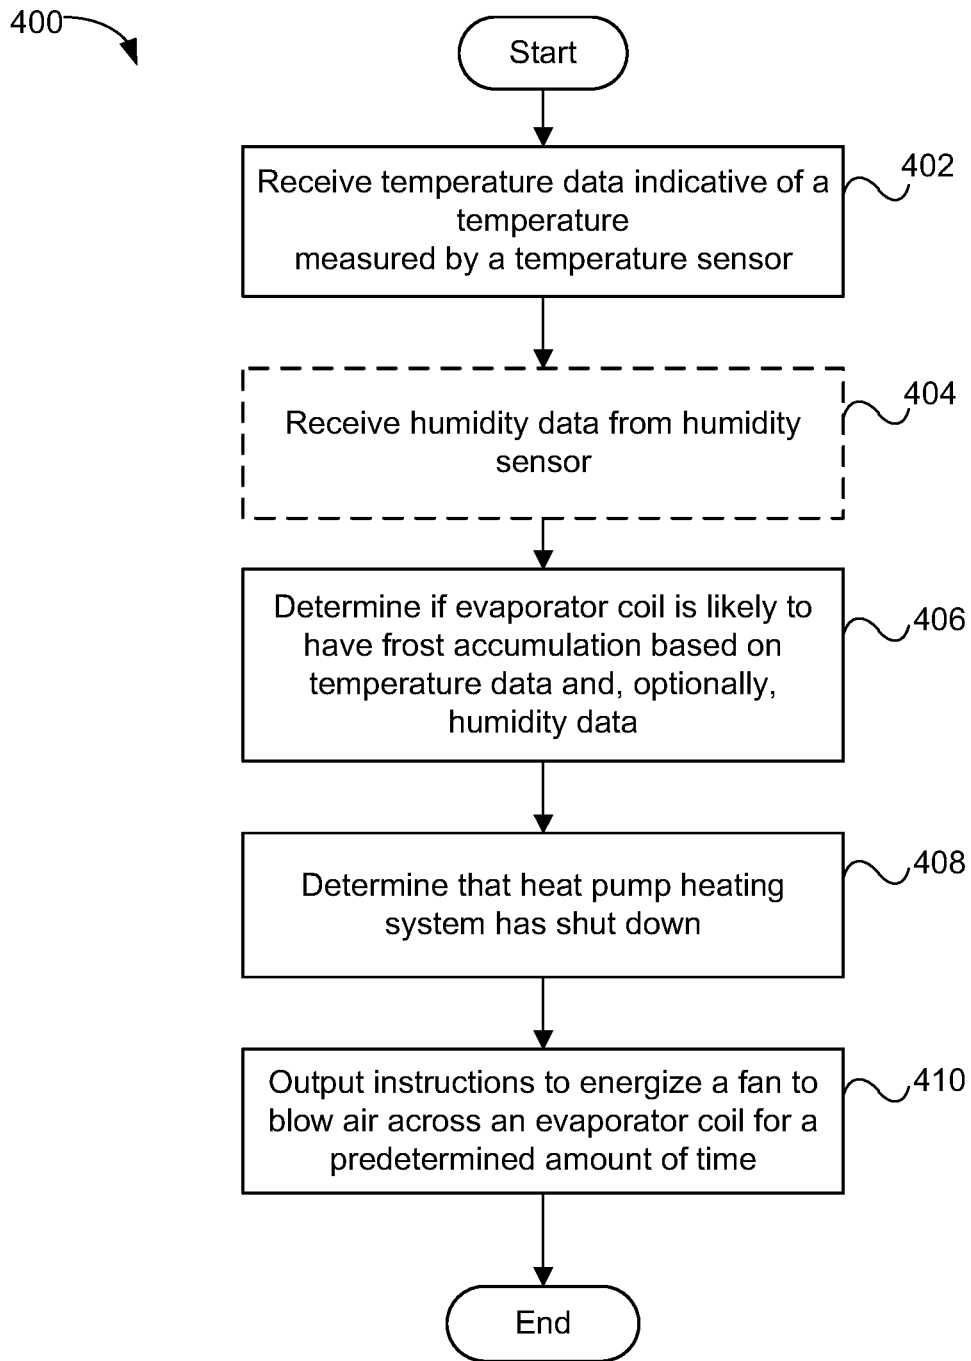 400
Start
Receive temperature data indicative of a
temperature
measured by a temperature sensor
402
Receive humidity data from humidity
sensor
404
Determine if evaporator coil is likely to
have frost accumulation based on
temperature data and, optionally,
humidity data
406
Determine that heat pump heating
system has shut down
408
Output instructions to energize a fan to
blow air across an evaporator coil for a
predetermined amount of time
410
End